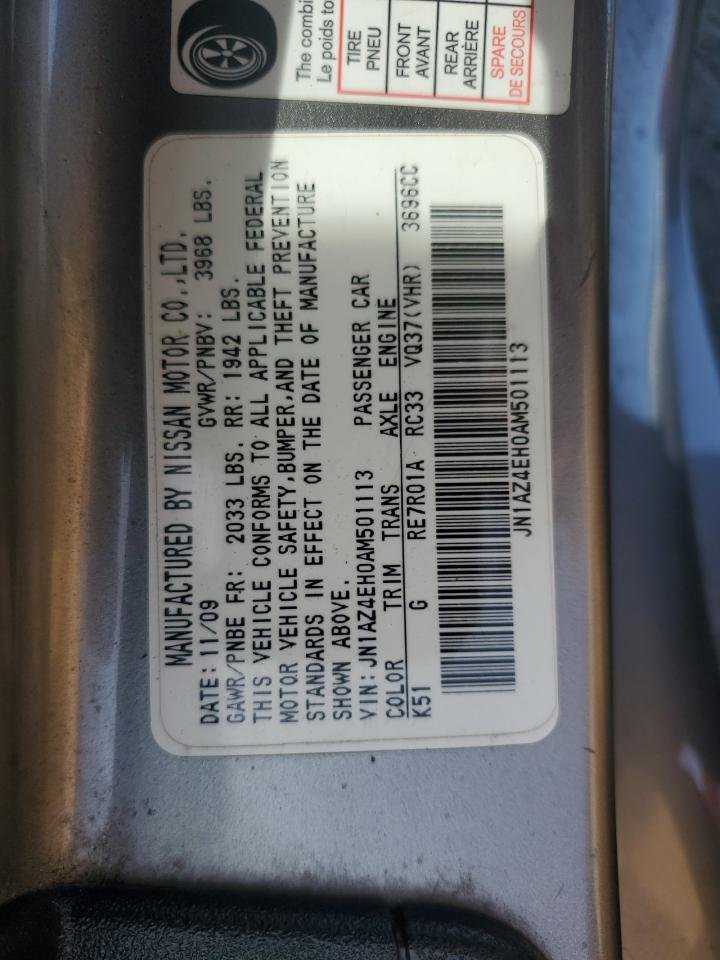 The combi
Le poids to
TIRE
PNEU
FRONT
AVANT
REAR
ARRIÈRE
SPARE
DE SECOURS
MANUFACTURED BY NISSAN MOTOR CO.,LTD.
DATE: 11/09 GVWR/PNBV: 3968 LBS.
GAWR/PNBE FR: 2033 LBS. RR: 1942 LBS.
THIS VEHICLE CONFORMS TO ALL APPLICABLE FEDERAL
MOTOR VEHICLE SAFETY,BUMPER,AND THEFT PREVENTION
STANDARDS IN EFFECT ON THE DATE OF MANUFACTURE
SHOWN ABOVE.
VIN: JN1AZ4EH0AM501113 PASSENGER CAR
COLOR TRIM TRANS AXLE ENGINE
K51 G RE7R01A RC33 VQ37(VHR) 3696CC
JN1AZ4EH0AM501113